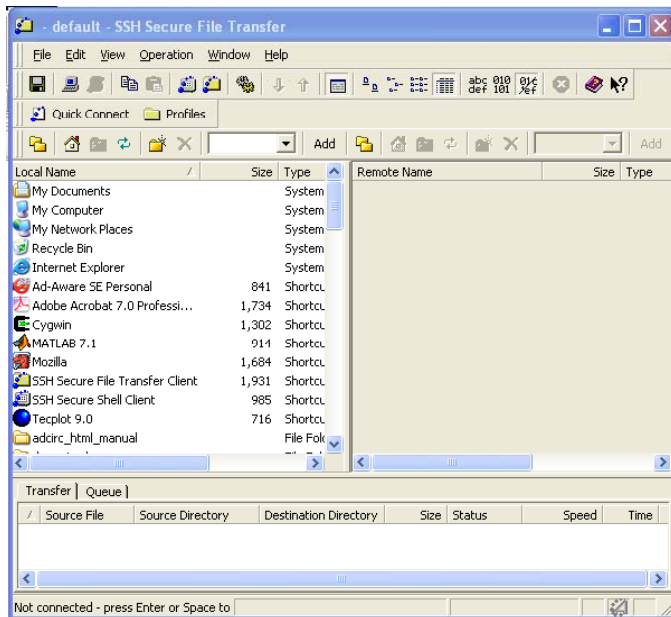 - default - SSH Secure File Transfer
File Edit View Operation Window Help
abc 010
def 101
Quick Connect Profiles
Add Add
Local Name / Size Type
My Documents System
My Computer System
My Network Places System
Recycle Bin System
Internet Explorer System
Ad-Aware SE Personal 841 Shortcu
Adobe Acrobat 7.0 Professi... 1,734 Shortcu
Cygwin 1,302 Shortcu
MATLAB 7.1 914 Shortcu
Mozilla 1,684 Shortcu
SSH Secure File Transfer Client 1,931 Shortcu
SSH Secure Shell Client 985 Shortcu
Tecplot 9.0 716 Shortcu
adcirc_html_manual File Fold
Remote Name Size Type
Transfer Queue
/ Source File Source Directory Destination Directory Size Status Speed Time
Not connected - press Enter or Space to